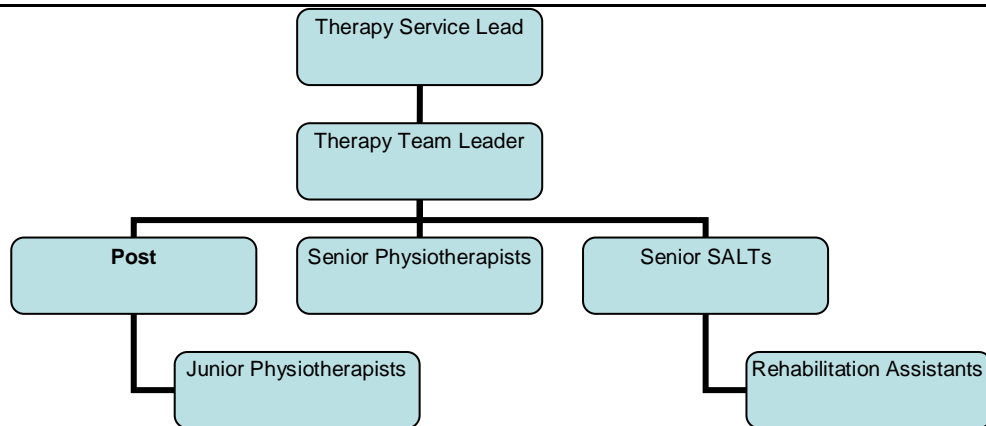 Therapy Service Lead
Therapy Team Leader
Post
Senior Physiotherapists
Senior SALTs
Junior Physiotherapists
Rehabilitation Assistants